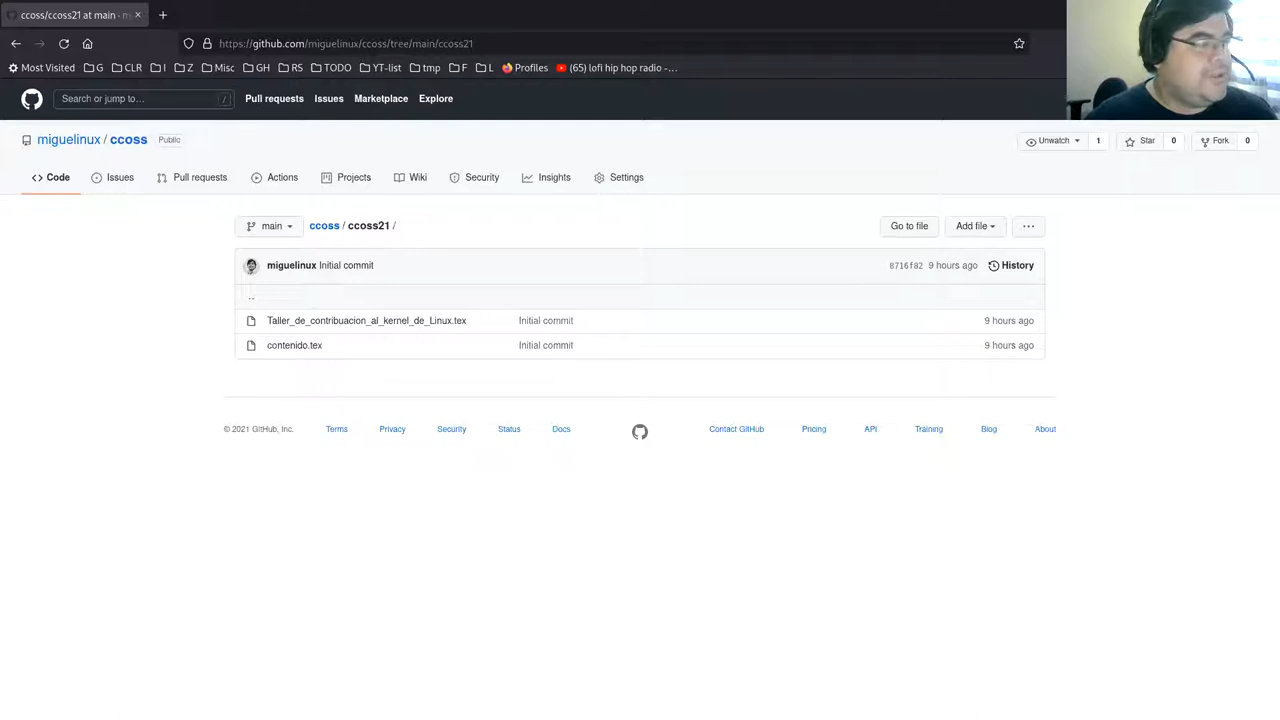 ccoss/ccoss21 at main · m
https://github.com/miguelinux/ccoss/tree/main/ccoss21
Most Visited G CLR I Z Misc GH RS TODO YT-list tmp F L Profiles (65) lofi hip hop radio -…
Search or jump to… / Pull requests Issues Marketplace Explore
miguelinux / ccoss Public Unwatch 1 Star 0 Fork 0
Code Issues Pull requests Actions Projects Wiki Security Insights Settings
main ccoss / ccoss21 / Go to file Add file ···
miguelinux Initial commit 8716f82 9 hours ago History
..
Taller_de_contribuacion_al_kernel_de_Linux.tex Initial commit 9 hours ago
contenido.tex Initial commit 9 hours ago
© 2021 GitHub, Inc. Terms Privacy Security Status Docs Contact GitHub Pricing API Training Blog About